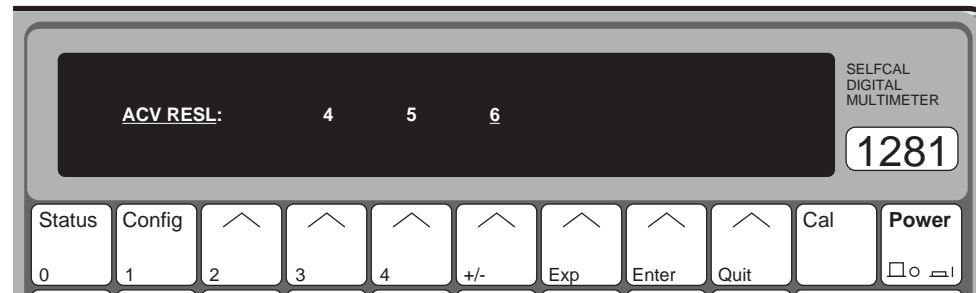 ACV RESL: 4 5 6
SELFCAL
DIGITAL
MULTIMETER
1281
Status Config Cal Power
0 1 2 3 4 +/- Exp Enter Quit